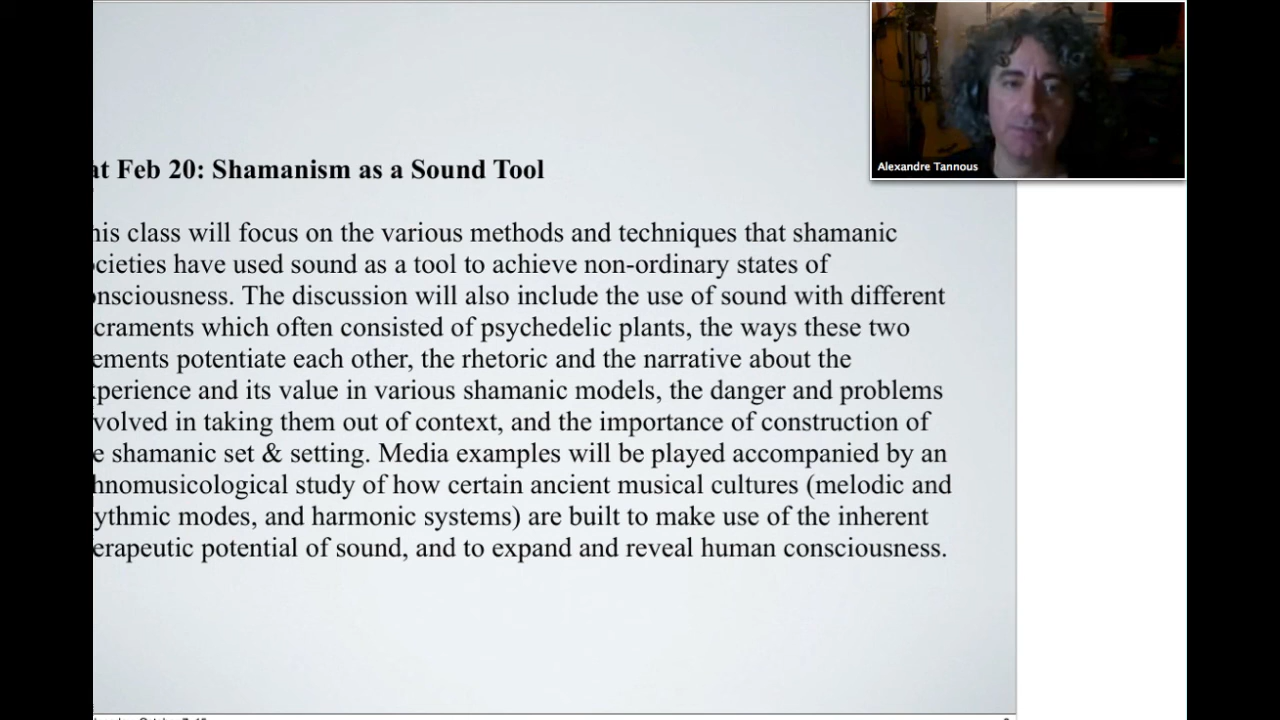 at Feb 20: Shamanism as a Sound Tool
his class will focus on the various methods and techniques that shamanic
ocieties have used sound as a tool to achieve non-ordinary states of
onsciousness. The discussion will also include the use of sound with different
craments which often consisted of psychedelic plants, the ways these two
ements potentiate each other, the rhetoric and the narrative about the
xperience and its value in various shamanic models, the danger and problems
volved in taking them out of context, and the importance of construction of
e shamanic set & setting. Media examples will be played accompanied by an
hnomusicological study of how certain ancient musical cultures (melodic and
ythmic modes, and harmonic systems) are built to make use of the inherent
erapeutic potential of sound, and to expand and reveal human consciousness.
Alexandre Tannous